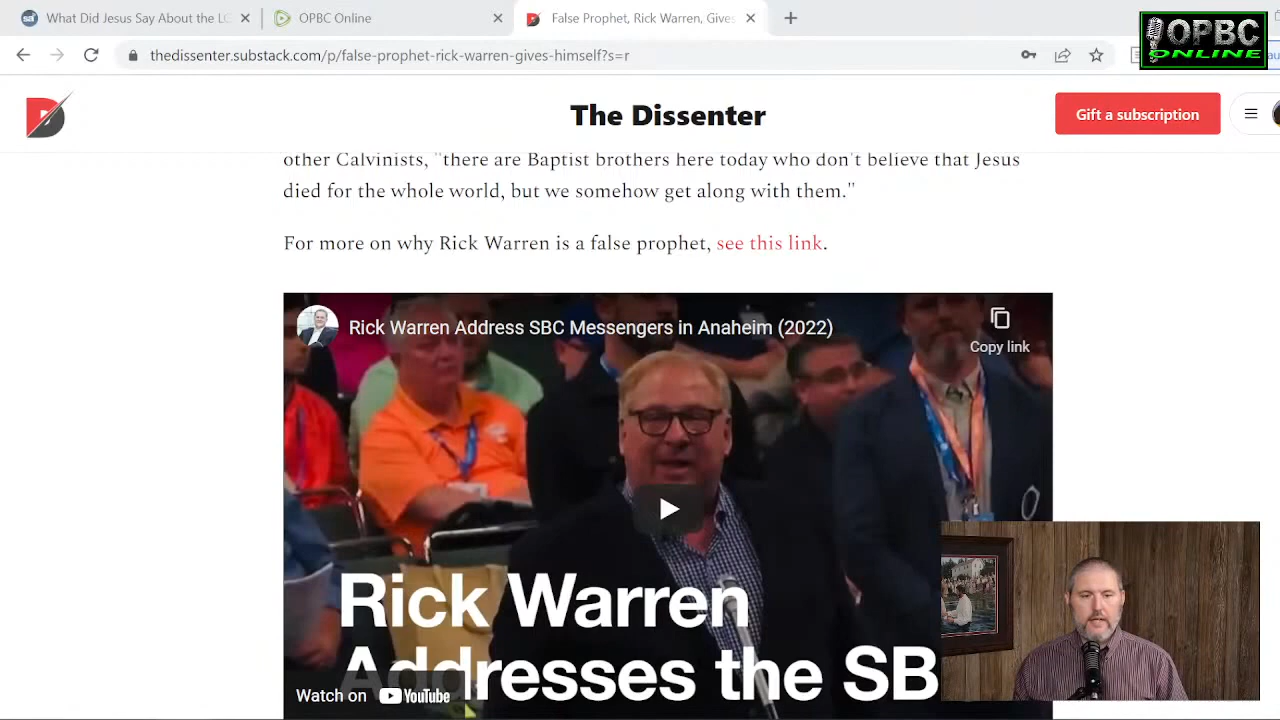 What Did Jesus Say About the LG
OPBC Online
False Prophet, Rick Warren, Gives
OPBC
ONLINE
thedissenter.substack.com/p/false-prophet-rick-warren-gives-himself?s=r
The Dissenter
Gift a subscription
other Calvinists, "there are Baptist brothers here today who don't believe that Jesus
died for the whole world, but we somehow get along with them."
For more on why Rick Warren is a false prophet, see this link.
Rick Warren Address SBC Messengers in Anaheim (2022)
Copy link
Rick Warren
Addresses the SB
Watch on YouTube